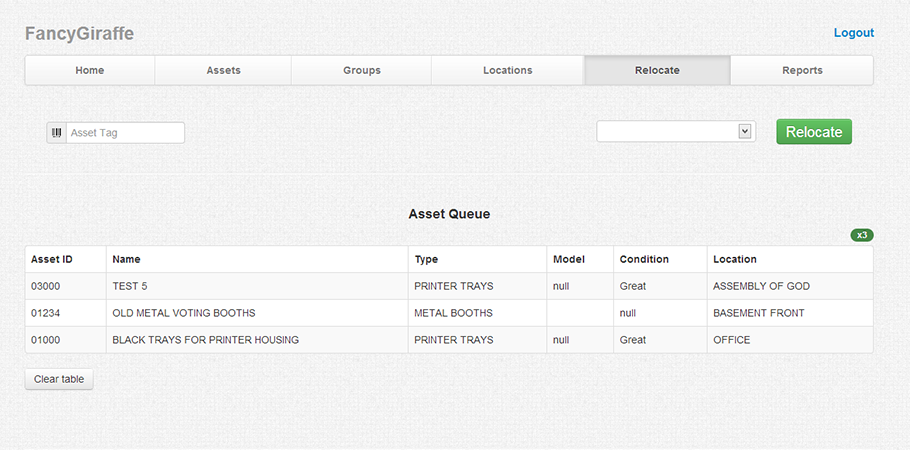 FancyGiraffe Logout
Home Assets Groups Locations Relocate Reports
Asset Tag Relocate
Asset Queue
x3
Asset ID Name Type Model Condition Location
03000 TEST 5 PRINTER TRAYS null Great ASSEMBLY OF GOD
01234 OLD METAL VOTING BOOTHS METAL BOOTHS null BASEMENT FRONT
01000 BLACK TRAYS FOR PRINTER HOUSING PRINTER TRAYS null Great OFFICE
Clear table